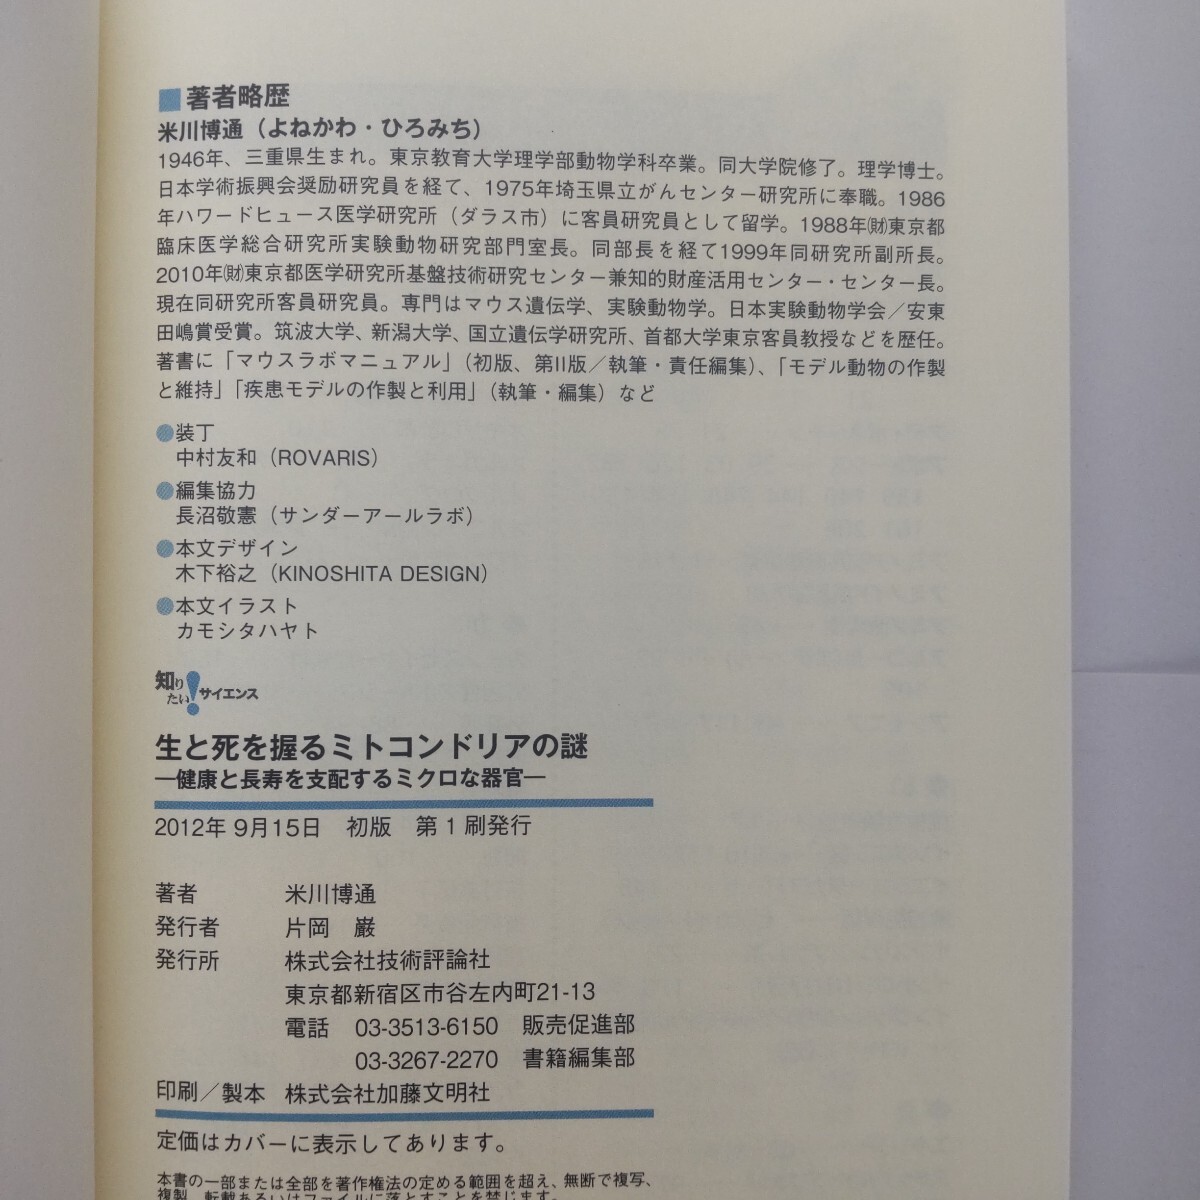 ■著者略歴
米川博通（よねかわ・ひろみち）
1946年、三重県生まれ。東京教育大学理学部動物学科卒業。同大学院修了。理学博士。
日本学術振興会奨励研究員を経て、1975年埼玉県立がんセンター研究所に奉職。1986
年ハワードヒュース医学研究所（ダラス市）に客員研究員として留学。1988年㈶東京都
臨床医学総合研究所実験動物研究部門室長。同部長を経て1999年同研究所副所長。
2010年㈶東京都医学研究所基盤技術研究センター兼知的財産活用センター・センター長。
現在同研究所客員研究員。専門はマウス遺伝学、実験動物学。日本実験動物学会／安東
田嶋賞受賞。筑波大学、新潟大学、国立遺伝学研究所、首都大学東京客員教授などを歴任。
著書に「マウスラボマニュアル」（初版、第II版／執筆・責任編集）、「モデル動物の作製
と維持」「疾患モデルの作製と利用」（執筆・編集）など
●装丁
中村友和（ROVARIS）
●編集協力
長沼敬憲（サンダーアールラボ）
●本文デザイン
木下裕之（KINOSHITA DESIGN）
●本文イラスト
カモシタハヤト
知りたい！サイエンス
生と死を握るミトコンドリアの謎
―健康と長寿を支配するミクロな器官―
2012年 9月15日　初版　第１刷発行
著者　米川博通
発行者　片岡　巌
発行所　株式会社技術評論社
東京都新宿区市谷左内町21-13
電話　03-3513-6150　販売促進部
03-3267-2270　書籍編集部
印刷／製本　株式会社加藤文明社
定価はカバーに表示してあります。
本書の一部または全部を著作権法の定める範囲を超え、無断で複写、
複製、転載あるいはファイルに落とすことを禁じます。